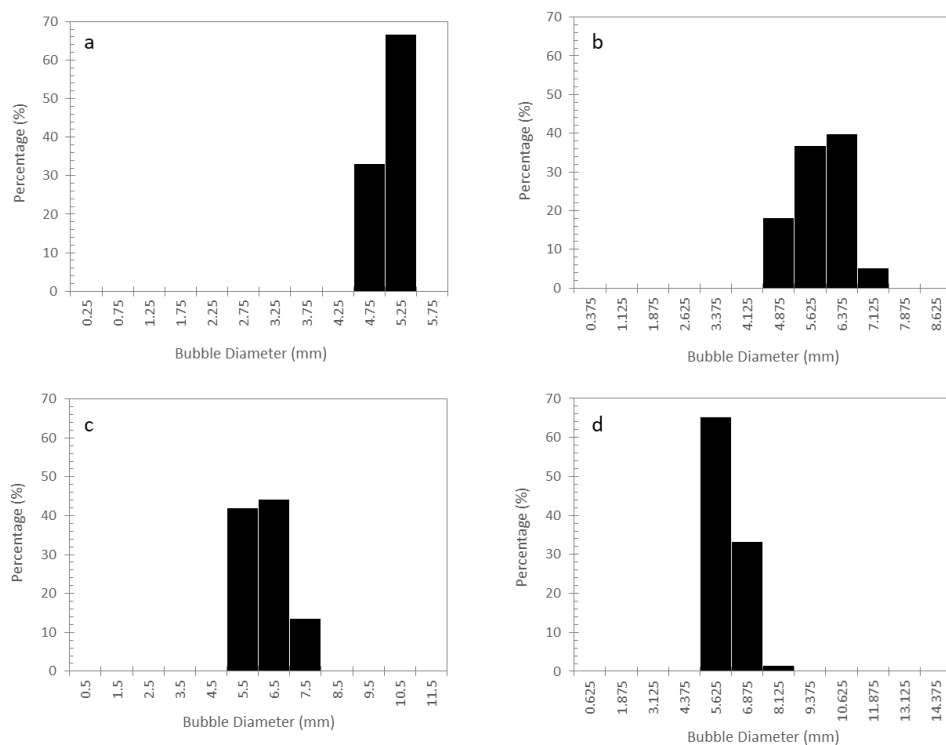 a
Percentage (%)
70
60
50
40
30
20
10
0
0.25 0.75 1.25 1.75 2.25 2.75 3.25 3.75 4.25 4.75 5.25 5.75
Bubble Diameter (mm)
b
Percentage (%)
70
60
50
40
30
20
10
0
0.375 1.125 1.875 2.625 3.375 4.125 4.875 5.625 6.375 7.125 7.875 8.625
Bubble Diameter (mm)
c
Percentage (%)
70
60
50
40
30
20
10
0
0.5 1.5 2.5 3.5 4.5 5.5 6.5 7.5 8.5 9.5 10.5 11.5
Bubble Diameter (mm)
d
Percentage (%)
70
60
50
40
30
20
10
0
0.625 1.875 3.125 4.375 5.625 6.875 8.125 9.375 10.625 11.875 13.125 14.375
Bubble Diameter (mm)